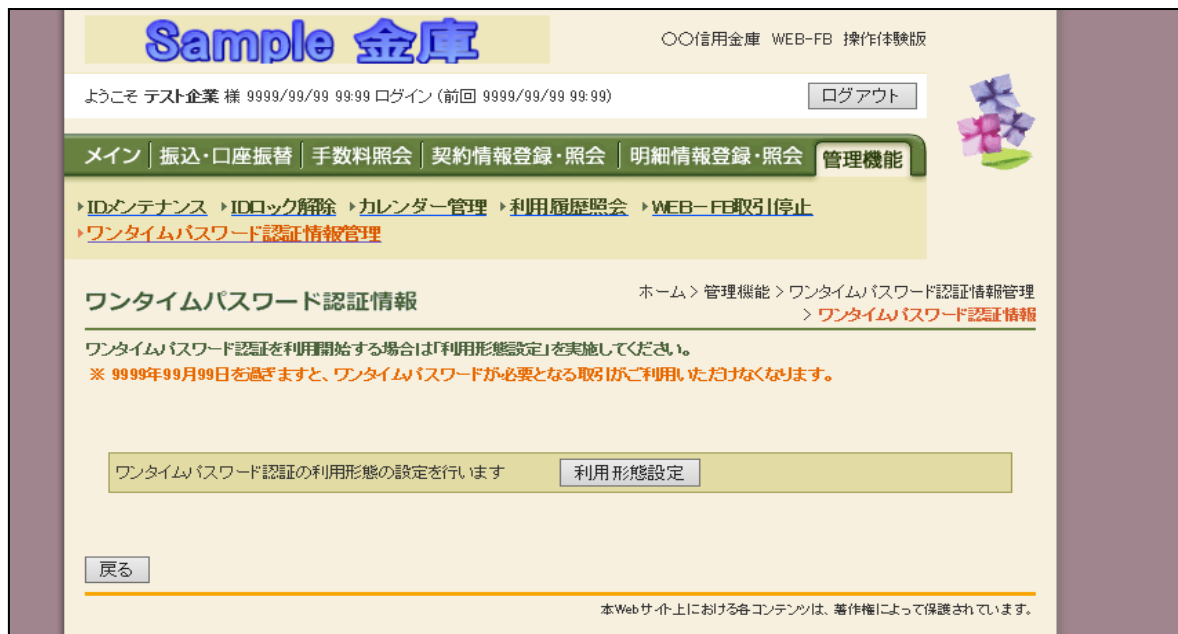 Sample 金庫
〇〇信用金庫 WEB-FB 操作体験版
ようこそ テスト企業 様 9999/99/99 99:99 ログイン (前回 9999/99/99 99:99)
ログアウト
メイン 振込・口座振替 手数料照会 契約情報登録・照会 明細情報登録・照会 管理機能
IDメンテナンス IDロック解除 カレンダー管理 利用履歴照会 WEB－FB取引停止
ワンタイムパスワード認証情報管理
ワンタイムパスワード認証情報
ホーム > 管理機能 > ワンタイムパスワード認証情報管理
> ワンタイムパスワード認証情報
ワンタイムパスワード認証を利用開始する場合は「利用形態設定」を実施してください。
※ 9999年99月99日を過ぎますと、ワンタイムパスワードが必要となる取引がご利用いただけなくなります。
ワンタイムパスワード認証の利用形態の設定を行います
利用形態設定
戻る
本Webサイト上における各コンテンツは、著作権によって保護されています。